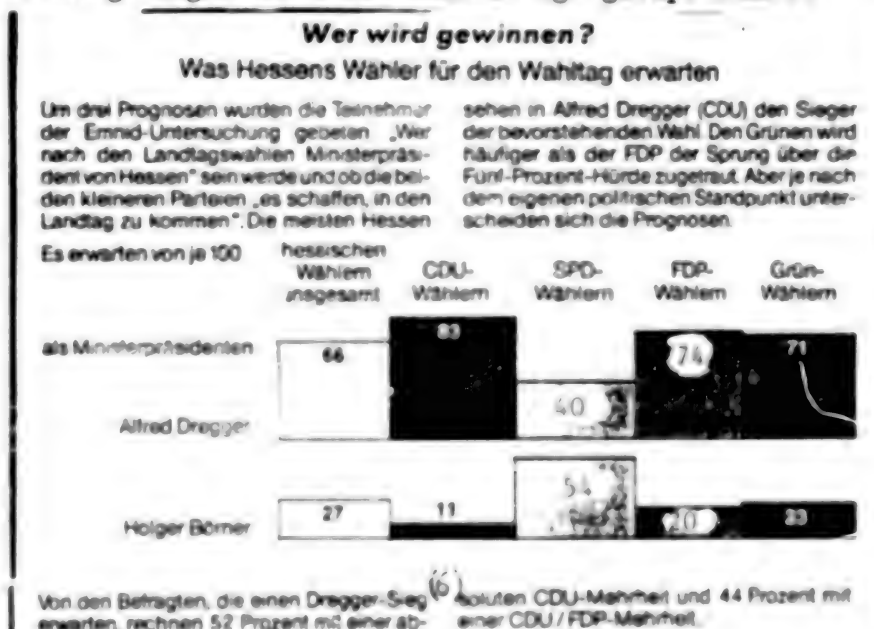 Wer wird gewinnen?
Was Hessens Wähler für den Wahltag erwarten
Um drei Prognosen wurden die Teilnehmer
der Emnid-Untersuchung gebeten. „Wer
nach den Landtagswahlen Ministerpräsi-
dent von Hessen" sein werde und ob die bei-
den kleineren Parteien „es schaffen, in den
Landtag zu kommen". Die meisten Hessen
sehen in Alfred Dregger (CDU) den Sieger
der bevorstehenden Wahl. Den Grünen wird
häufiger als der FDP der Sprung über die
Fünf-Prozent-Hürde zugetraut. Aber je nach
dem eigenen politischen Standpunkt unter-
scheiden sich die Prognosen.
Es erwarten von je 100
hessischen
Wählern
insgesamt
CDU-
Wählern
SPD-
Wählern
FDP-
Wählern
Grün-
Wählern
als Ministerpräsidenten
Alfred Dregger
66
40
74
71
Holger Börner
27
11
54
20
(6)
Von den Befragten, die einen Dregger-Sieg
erwarten, rechnen 52 Prozent mit einer ab-
soluten CDU-Mehrheit und 44 Prozent mit
einer CDU / FDP-Mehrheit.